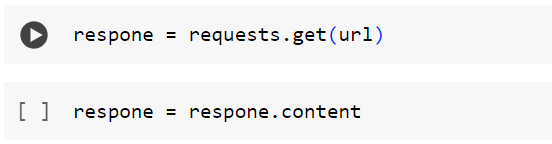 respone = requests.get(url)
[ ] respone = respone.content